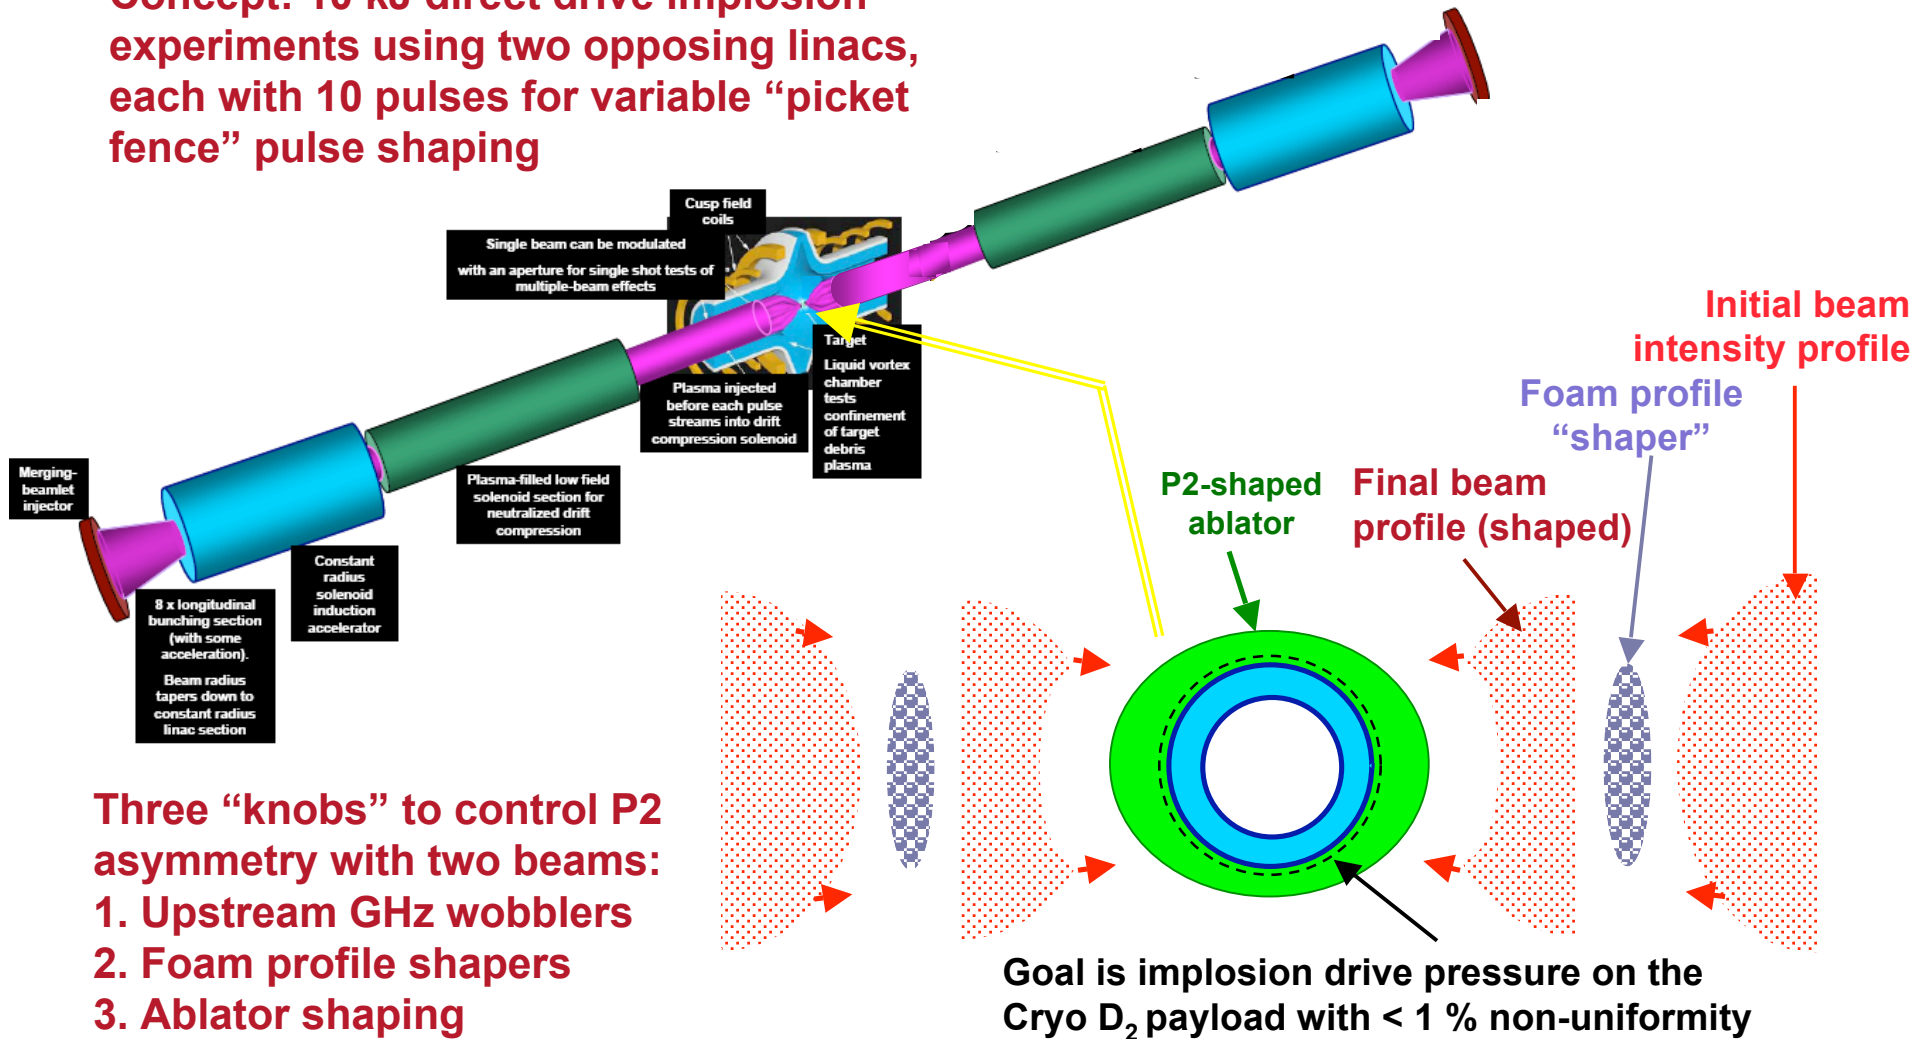 Concept: 10 kJ direct drive implosion
experiments using two opposing linacs,
each with 10 pulses for variable “picket
fence” pulse shaping
Cusp field
coils
Single beam can be modulated
with an aperture for single shot tests of
multiple-beam effects
Target
Liquid vortex
chamber
tests
confinement
of target
debris
plasma
Plasma injected
before each pulse
streams into drift
compression solenoid
Merging-
beamlet
injector
Plasma-filled low field
solenoid section for
neutralized drift
compression
Constant
radius
solenoid
induction
accelerator
8 x longitudinal
bunching section
(with some
acceleration).
Beam radius
tapers down to
constant radius
linac section
Initial beam
intensity profile
Foam profile
“shaper”
P2-shaped
ablator
Final beam
profile (shaped)
Three “knobs” to control P2
asymmetry with two beams:
1. Upstream GHz wobblers
2. Foam profile shapers
3. Ablator shaping
Goal is implosion drive pressure on the
Cryo D2 payload with < 1 % non-uniformity